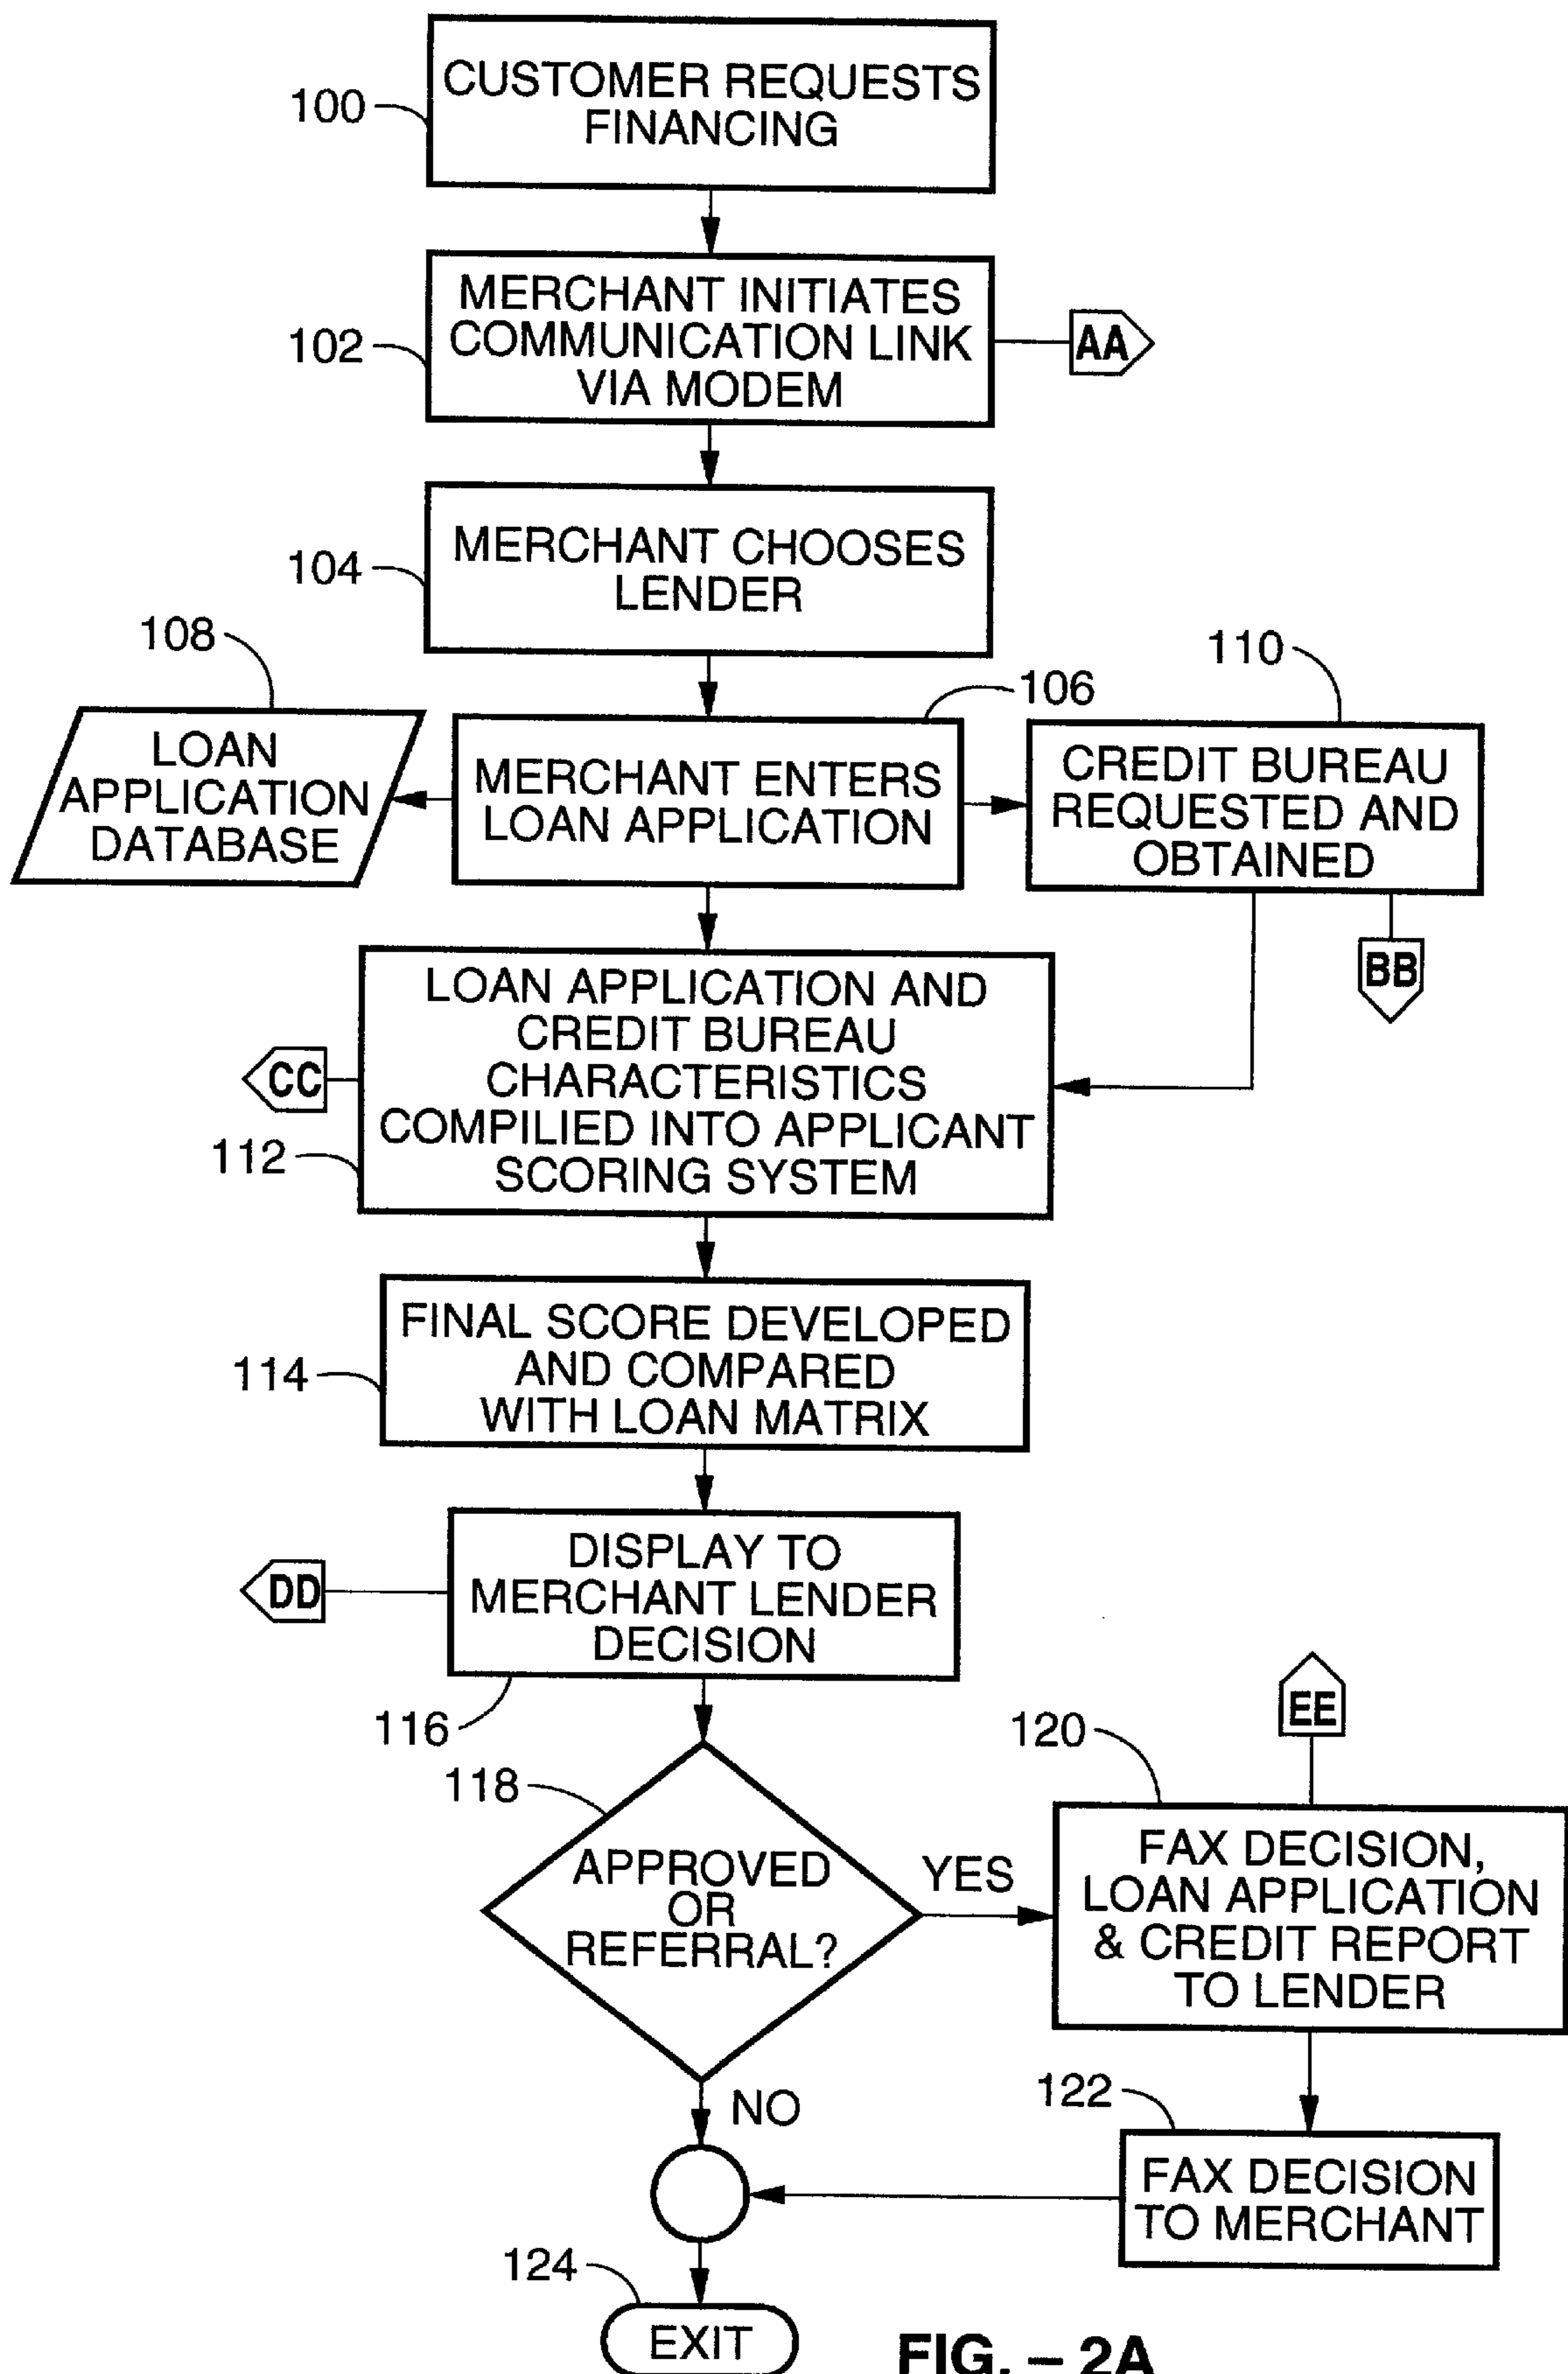 CUSTOMER REQUESTS
FINANCING
100
MERCHANT INITIATES
COMMUNICATION LINK
VIA MODEM
102
AA
MERCHANT CHOOSES
LENDER
104
108
LOAN
APPLICATION
DATABASE
106
MERCHANT ENTERS
LOAN APPLICATION
110
CREDIT BUREAU
REQUESTED AND
OBTAINED
BB
LOAN APPLICATION AND
CREDIT BUREAU
CHARACTERISTICS
COMPILIED INTO APPLICANT
SCORING SYSTEM
CC
112
FINAL SCORE DEVELOPED
AND COMPARED
WITH LOAN MATRIX
114
DISPLAY TO
MERCHANT LENDER
DECISION
DD
116
118
APPROVED
OR
REFERRAL?
YES
EE
120
FAX DECISION,
LOAN APPLICATION
& CREDIT REPORT
TO LENDER
NO
122
FAX DECISION
TO MERCHANT
124
EXIT
FIG. – 2A